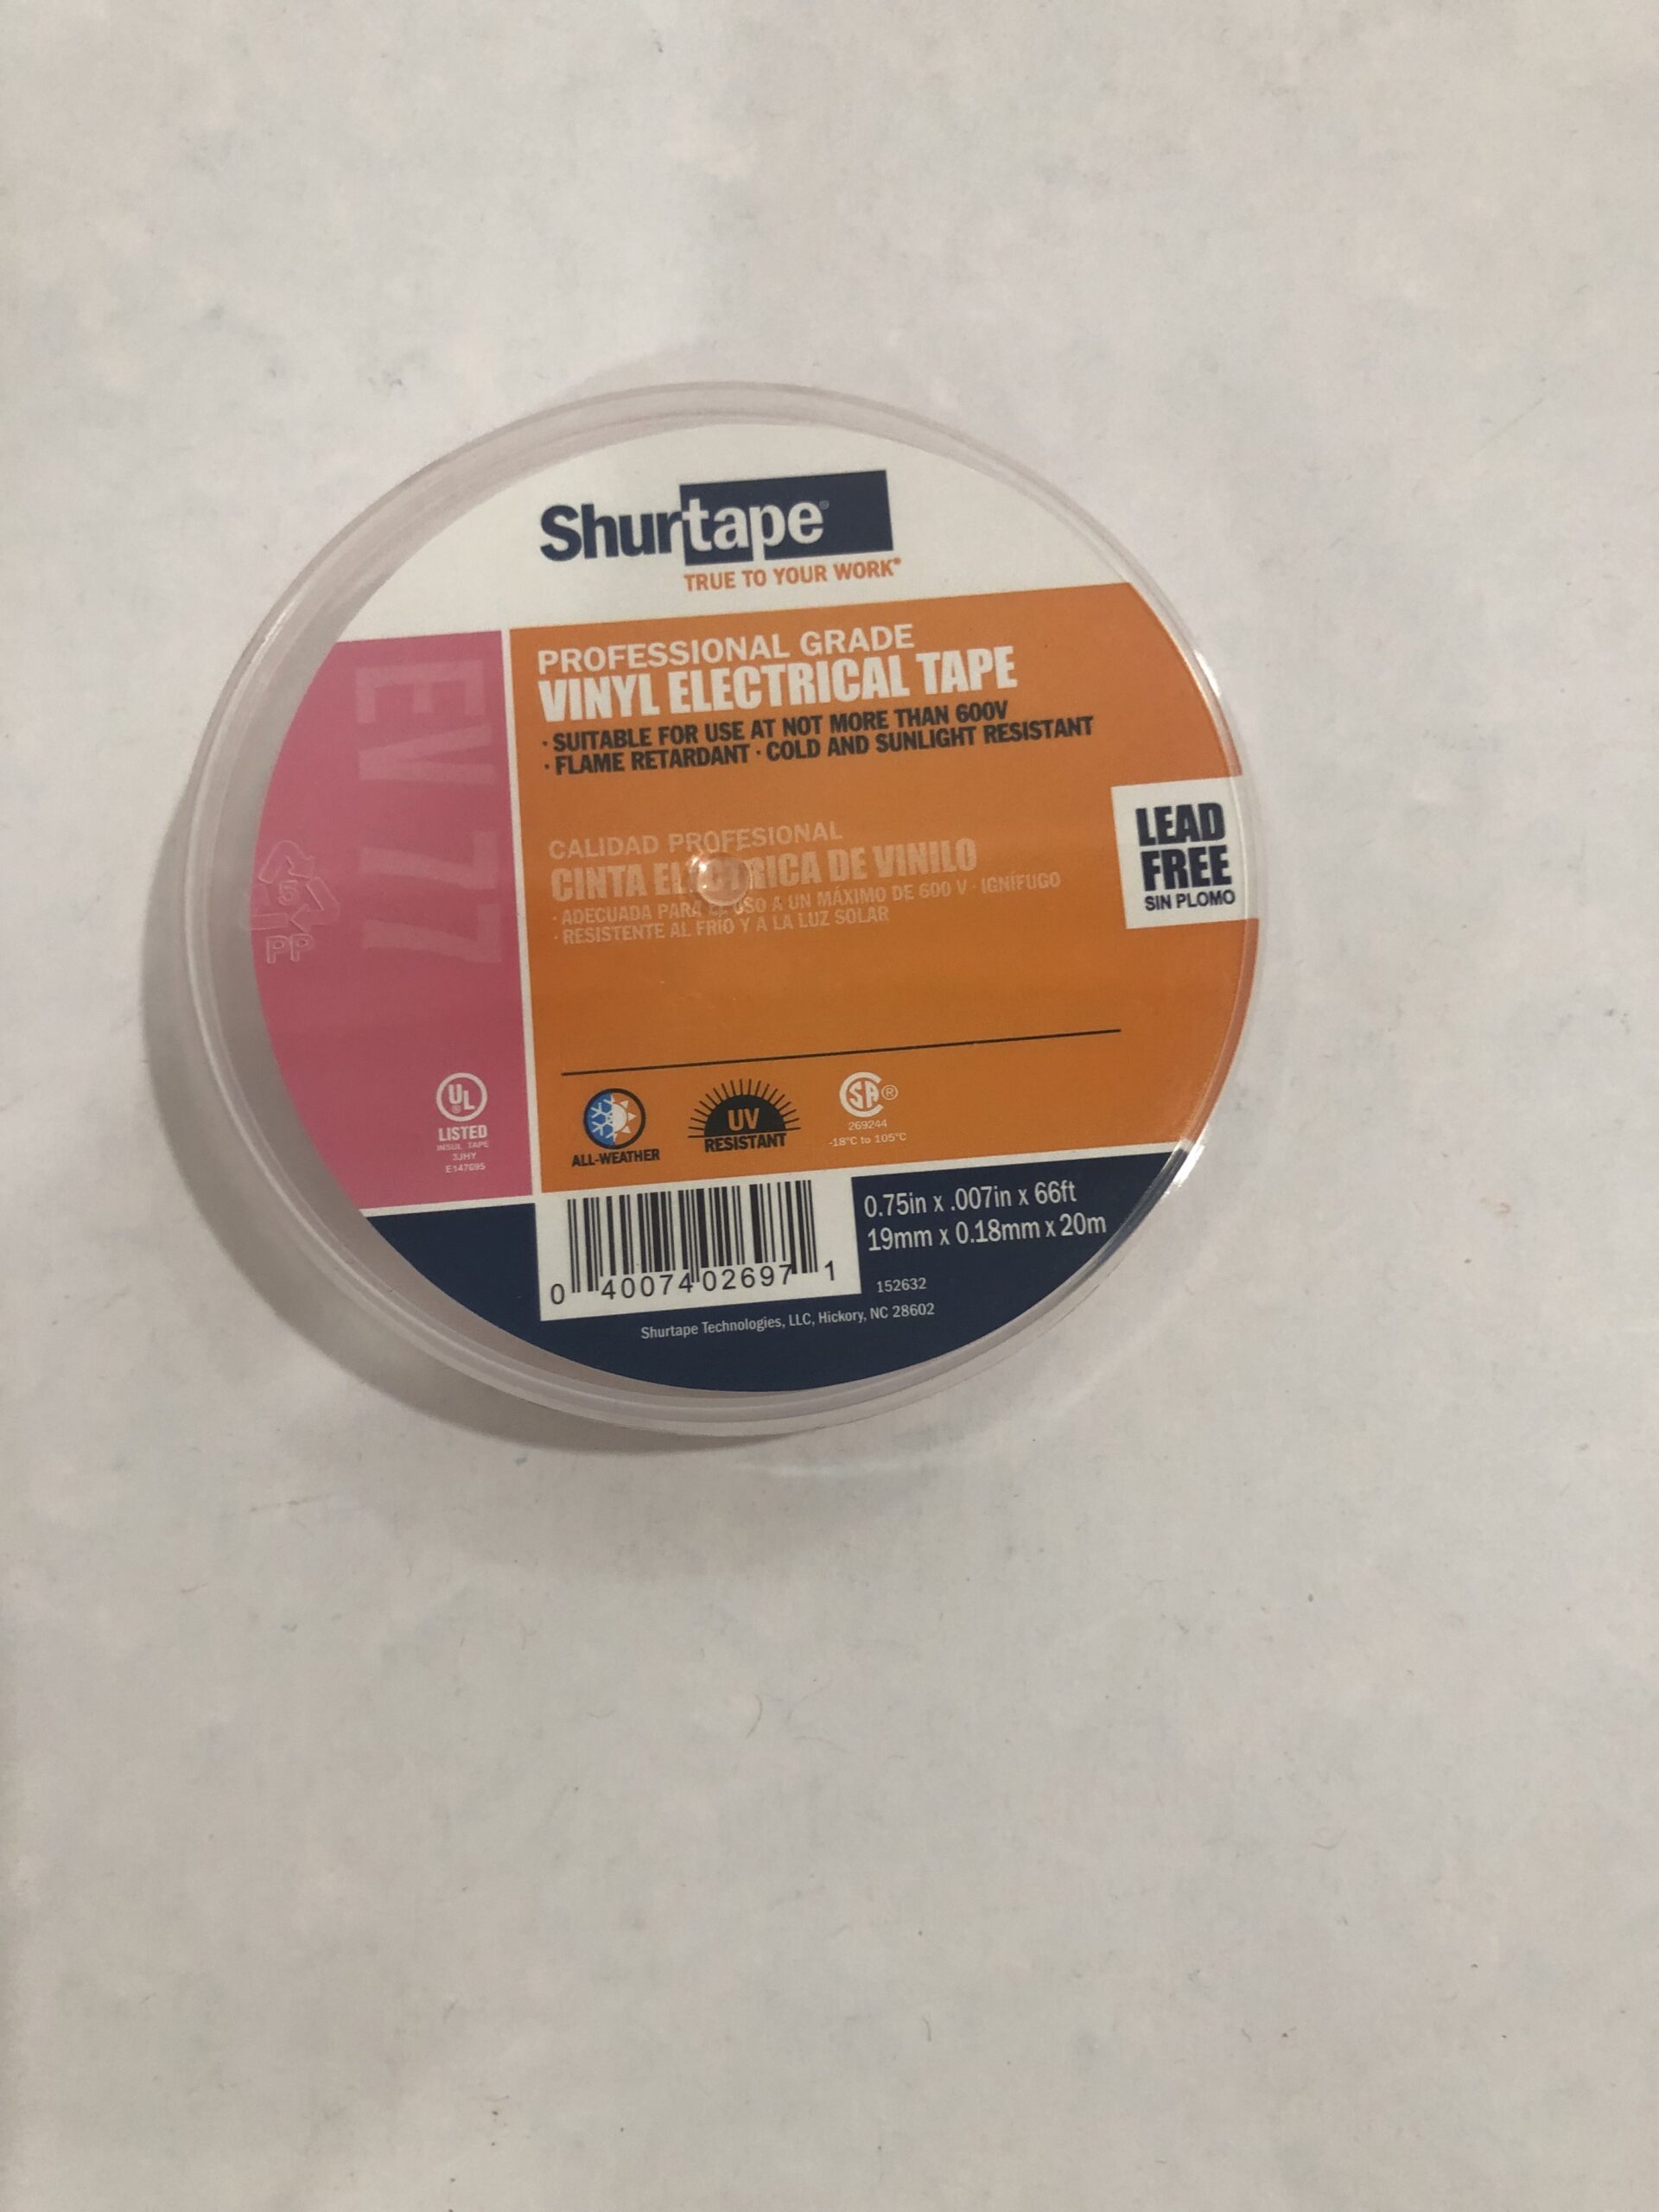 Shurtape®
TRUE TO YOUR WORK®
EV 77
PROFESSIONAL GRADE
VINYL ELECTRICAL TAPE
· SUITABLE FOR USE AT NOT MORE THAN 600V
· FLAME RETARDANT · COLD AND SUNLIGHT RESISTANT
CALIDAD PROFESIONAL
CINTA ELÉCTRICA DE VINILO
· ADECUADA PARA EL USO A UN MÁXIMO DE 600 V · IGNÍFUGO
· RESISTENTE AL FRÍO Y A LA LUZ SOLAR
LEAD
FREE
SIN PLOMO
5
PP
UL
LISTED
INSUL TAPE
3JHY
E147695
ALL-WEATHER
UV
RESISTANT
SA®
269244
-18°C to 105°C
0.75in x .007in x 66ft
19mm x 0.18mm x 20m
0 40074 02697 1
152632
Shurtape Technologies, LLC, Hickory, NC 28602